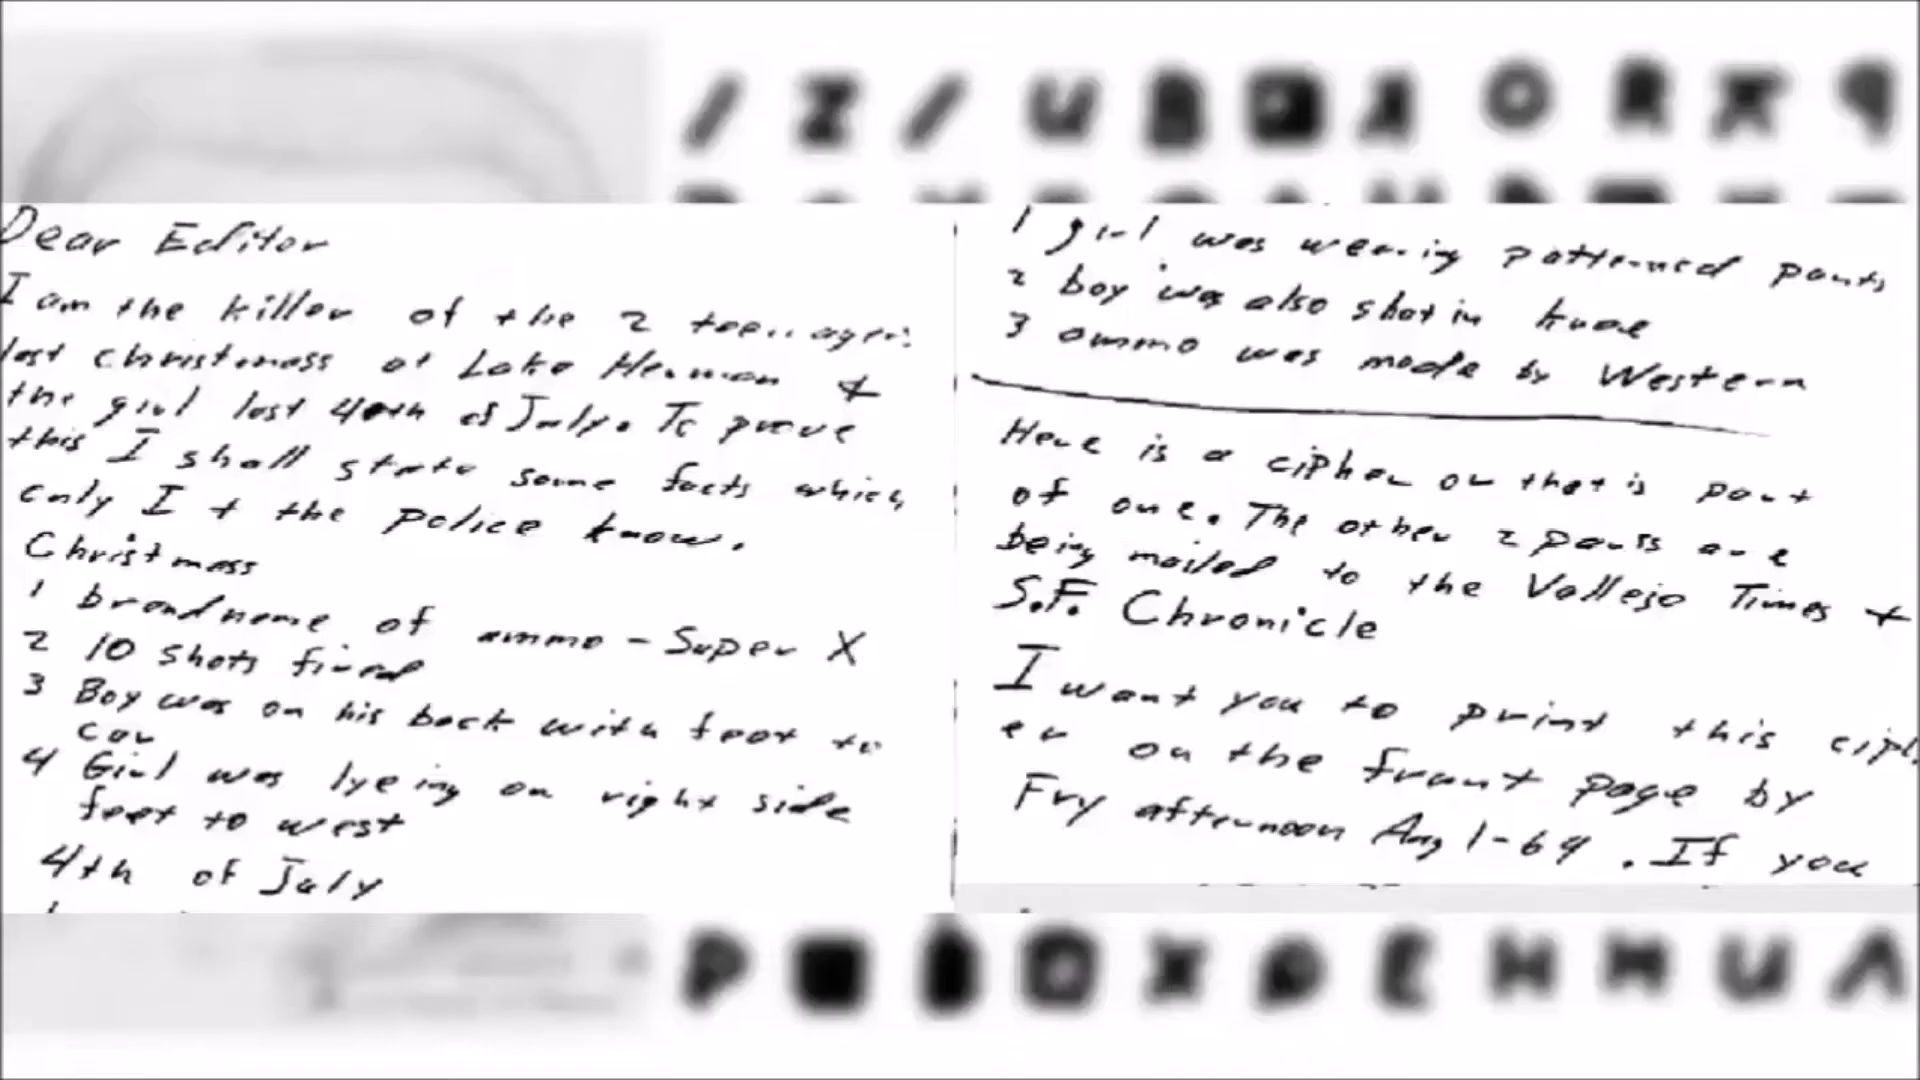 Dear Editor
I am the killer of the 2 teenagers
last christmass at Lake Herman &
the girl last 4th of July. To prove
this I shall state some facts which
only I + the police know.
Christmass
1 brand name of ammo - Super X
2 10 shots fired
3 Boy was on his back with feet to
car
4 Girl was lyeing on right side
feet to west
4th of July
1 girl was wearing patterned pants
2 boy was also shot in knee
3 ammo was made by Western
Here is a cipher or that is part
of one. The other 2 parts are
being mailed to the Vallejo Times +
S.F. Chronicle
I want you to print this ciph
er on the frunt page by
Fry afternoon Aug 1-69. If you